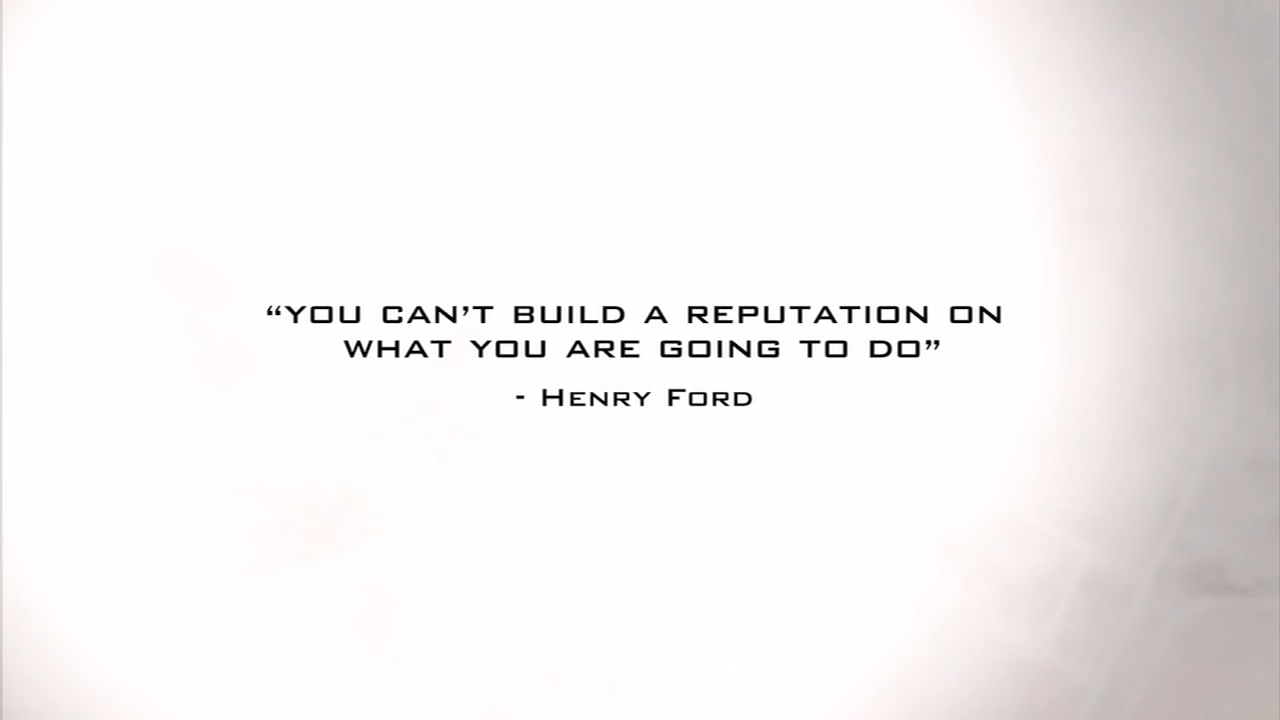 “YOU CAN’T BUILD A REPUTATION ON
WHAT YOU ARE GOING TO DO”
- HENRY FORD